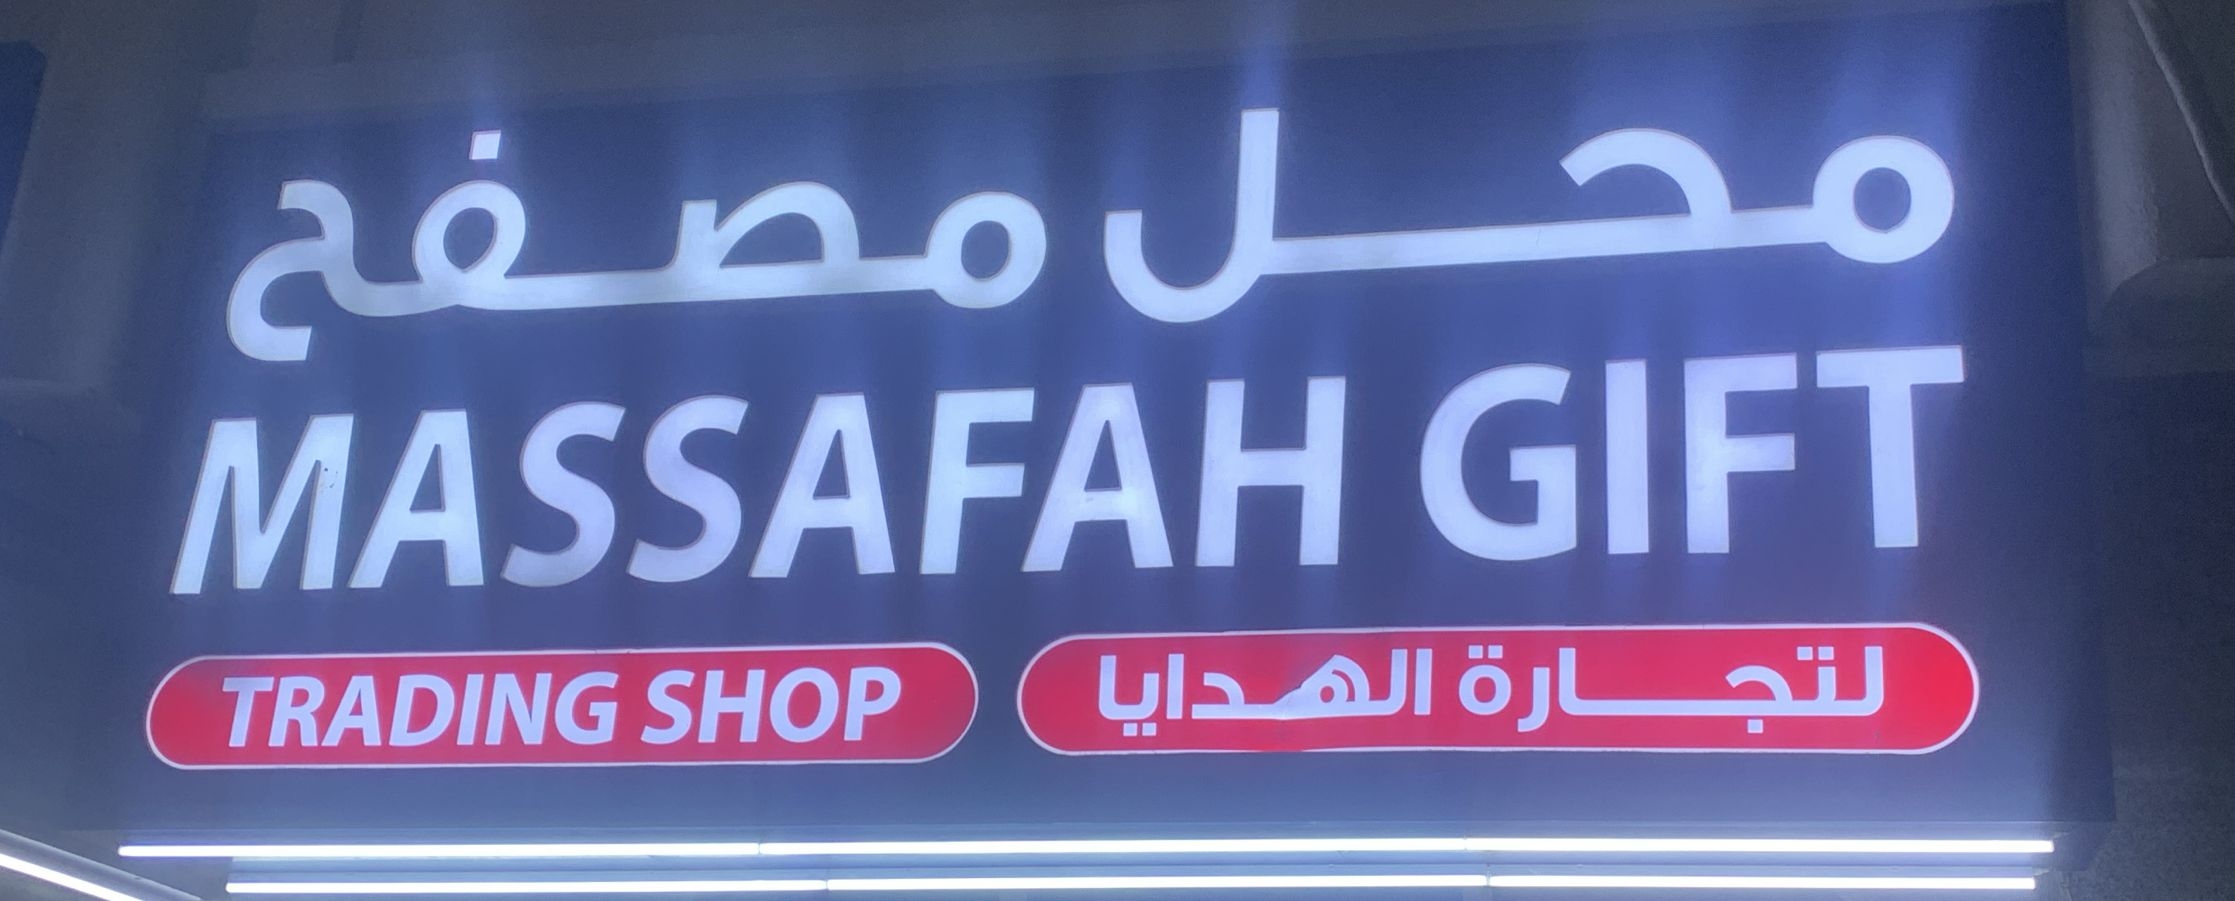 محل مصفح
MASSAFAH GIFT
TRADING SHOP
لتجارة الهدايا